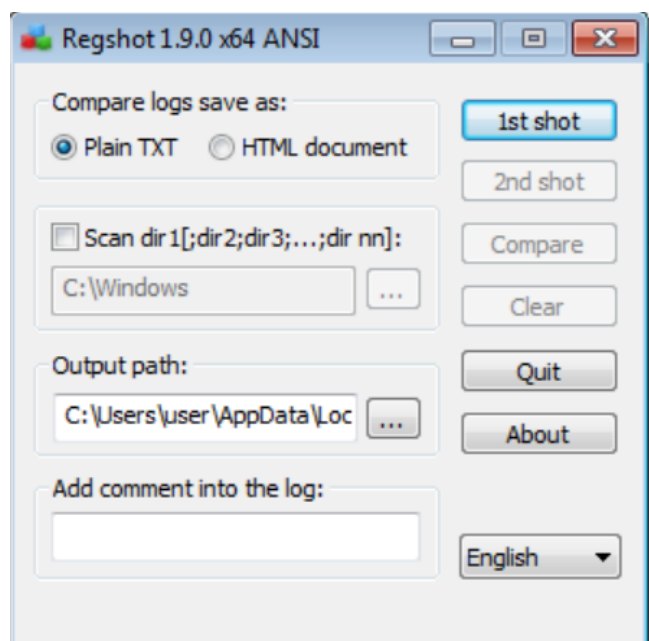 Regshot 1.9.0 x64 ANSI
Compare logs save as:
Plain TXT HTML document
1st shot
2nd shot
Scan dir1[;dir2;dir3;...;dir nn]:
C:\Windows ...
Compare
Clear
Output path:
C:\Users\user\AppData\Loc ...
Quit
About
Add comment into the log:
English